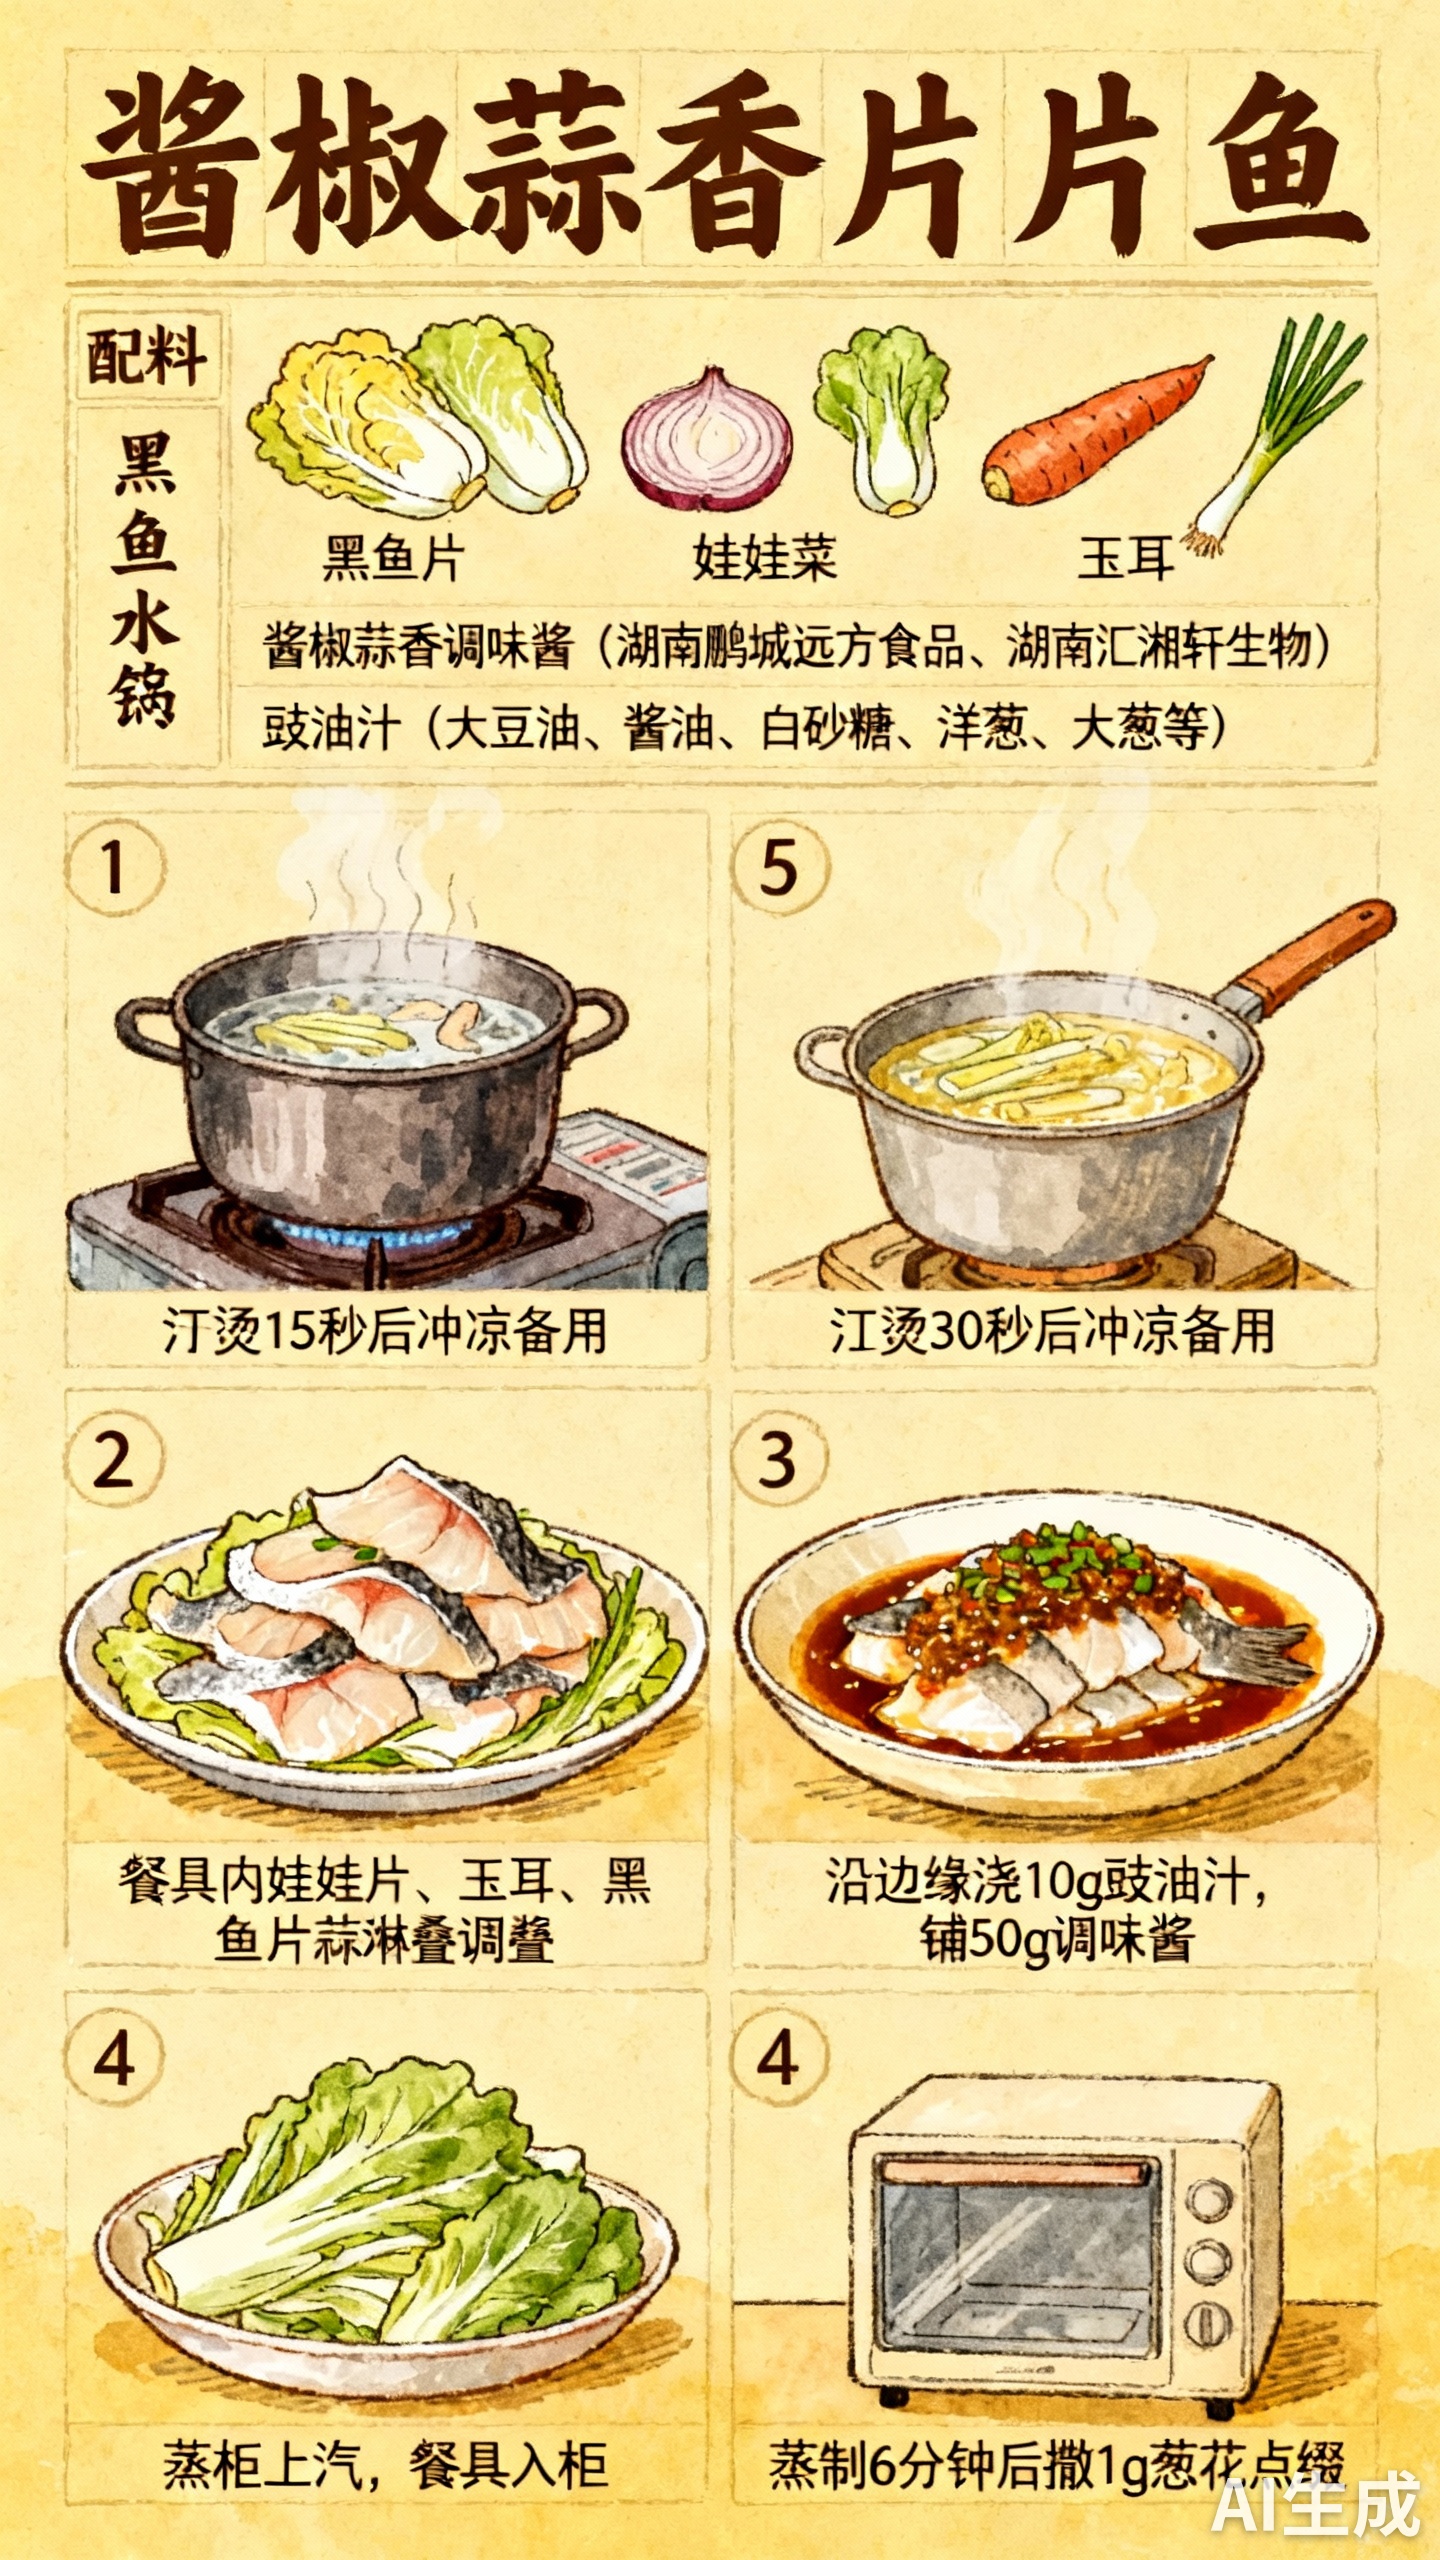 酱椒蒜香片片鱼
配料
黑鱼水锅
黑鱼片
娃娃菜
玉耳
酱椒蒜香调味酱（湖南鹏城远方食品、湖南汇湘轩生物）
豉油汁（大豆油、酱油、白砂糖、洋葱、大葱等）
1
汀烫15秒后冲凉备用
5
江烫30秒后冲凉备用
2
餐具内娃娃片、玉耳、黑
鱼片蒜淋叠调叠
3
沿边缘浇10g豉油汁，
铺50g调味酱
4
蒸柜上汽，餐具入柜
4
蒸制6分钟后撒1g葱花点缀
AI生成